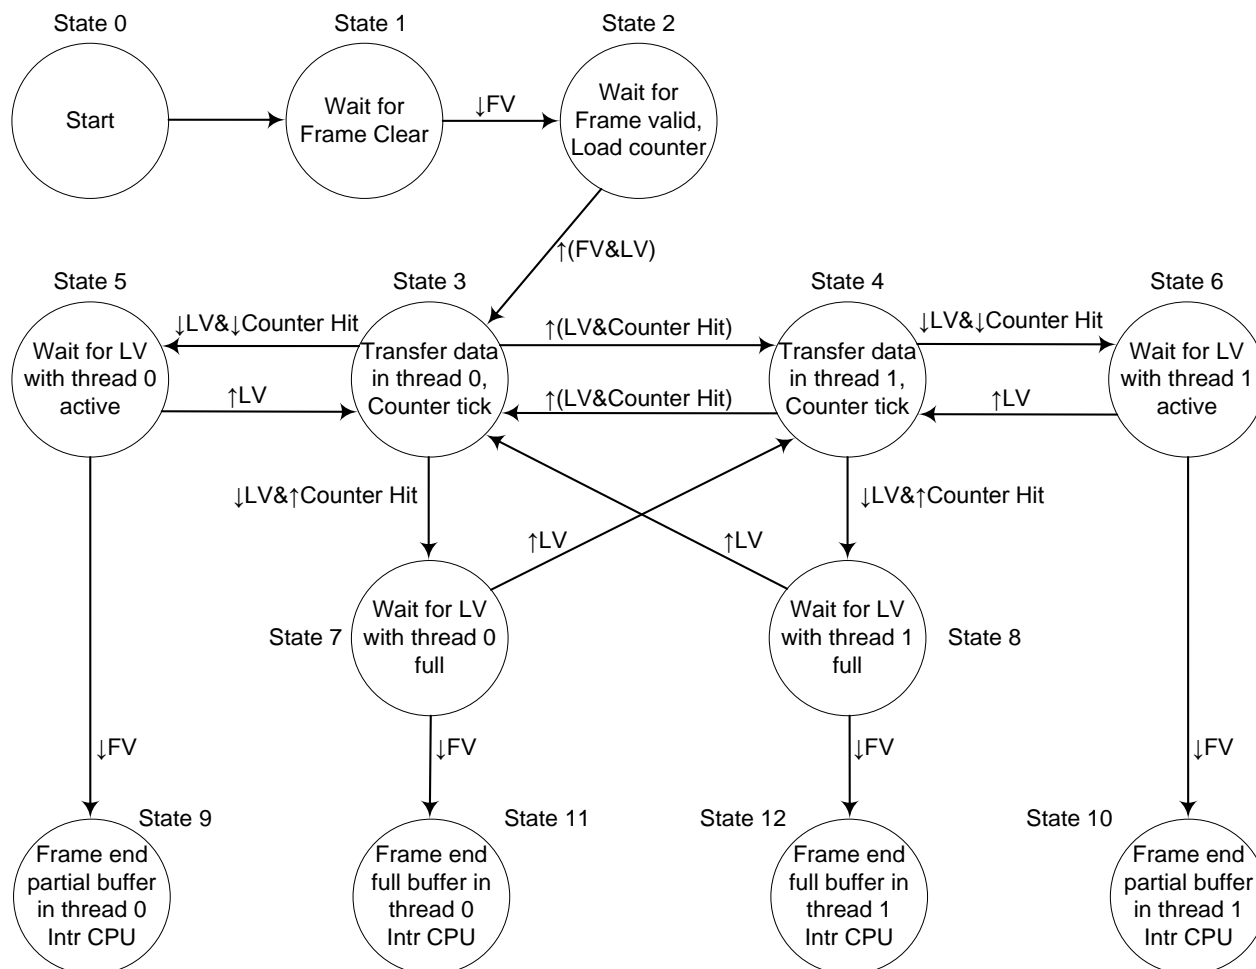 State 0
State 1
State 2
Start
Wait for
Frame Clear
↓FV
Wait for
Frame valid,
Load counter
↑(FV&LV)
State 5
State 3
State 4
State 6
Wait for LV
with thread 0
active
↓LV&↓Counter Hit
↑LV
Transfer data
in thread 0,
Counter tick
↑(LV&Counter Hit)
↑(LV&Counter Hit)
Transfer data
in thread 1,
Counter tick
↓LV&↓Counter Hit
↑LV
Wait for LV
with thread 1
active
↓LV&↑Counter Hit
↓LV&↑Counter Hit
↑LV
↑LV
State 7
Wait for LV
with thread 0
full
Wait for LV
with thread 1
full
State 8
↓FV
↓FV
↓FV
↓FV
State 9
State 11
State 12
State 10
Frame end
partial buffer
in thread 0
Intr CPU
Frame end
full buffer in
thread 0
Intr CPU
Frame end
full buffer in
thread 1
Intr CPU
Frame end
partial buffer
in thread 1
Intr CPU